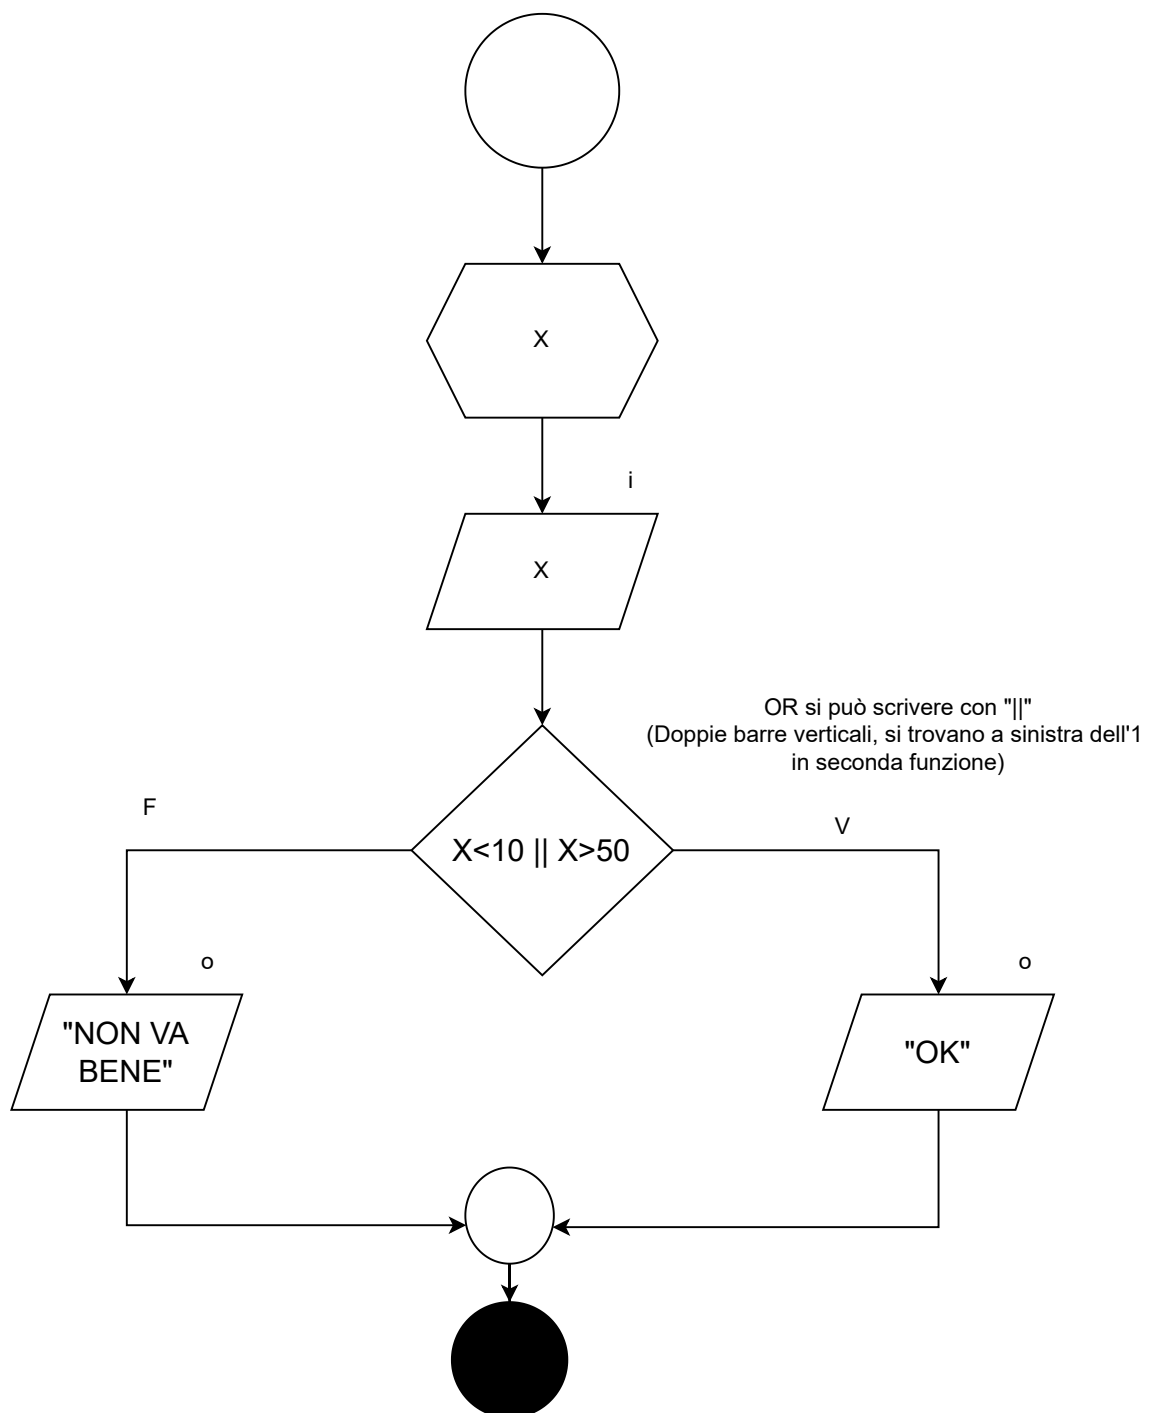 X
i
X
OR si può scrivere con "||"
(Doppie barre verticali, si trovano a sinistra dell'1
in seconda funzione)
F
V
X<10 || X>50
o
o
"NON VA
BENE"
"OK"